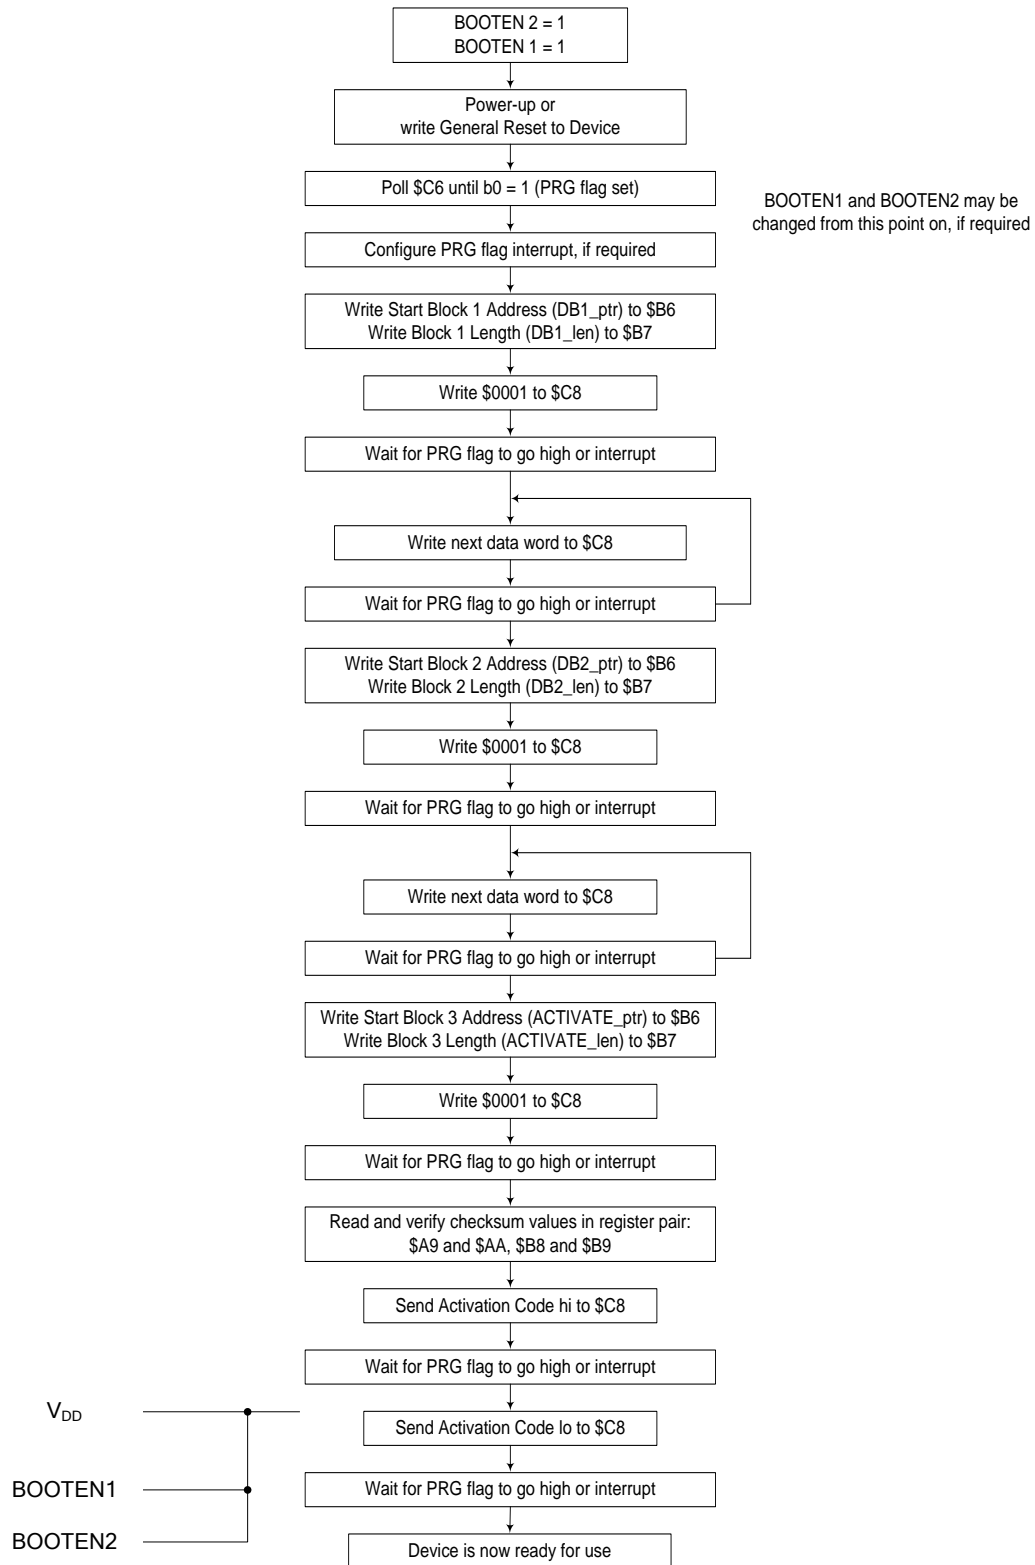 BOOTEN 2 = 1
BOOTEN 1 = 1
Power-up or
write General Reset to Device
Poll $C6 until b0 = 1 (PRG flag set)
BOOTEN1 and BOOTEN2 may be
changed from this point on, if required
Configure PRG flag interrupt, if required
Write Start Block 1 Address (DB1_ptr) to $B6
Write Block 1 Length (DB1_len) to $B7
Write $0001 to $C8
Wait for PRG flag to go high or interrupt
Write next data word to $C8
Wait for PRG flag to go high or interrupt
Write Start Block 2 Address (DB2_ptr) to $B6
Write Block 2 Length (DB2_len) to $B7
Write $0001 to $C8
Wait for PRG flag to go high or interrupt
Write next data word to $C8
Wait for PRG flag to go high or interrupt
Write Start Block 3 Address (ACTIVATE_ptr) to $B6
Write Block 3 Length (ACTIVATE_len) to $B7
Write $0001 to $C8
Wait for PRG flag to go high or interrupt
Read and verify checksum values in register pair:
$A9 and $AA, $B8 and $B9
Send Activation Code hi to $C8
Wait for PRG flag to go high or interrupt
VDD
Send Activation Code lo to $C8
BOOTEN1
Wait for PRG flag to go high or interrupt
BOOTEN2
Device is now ready for use